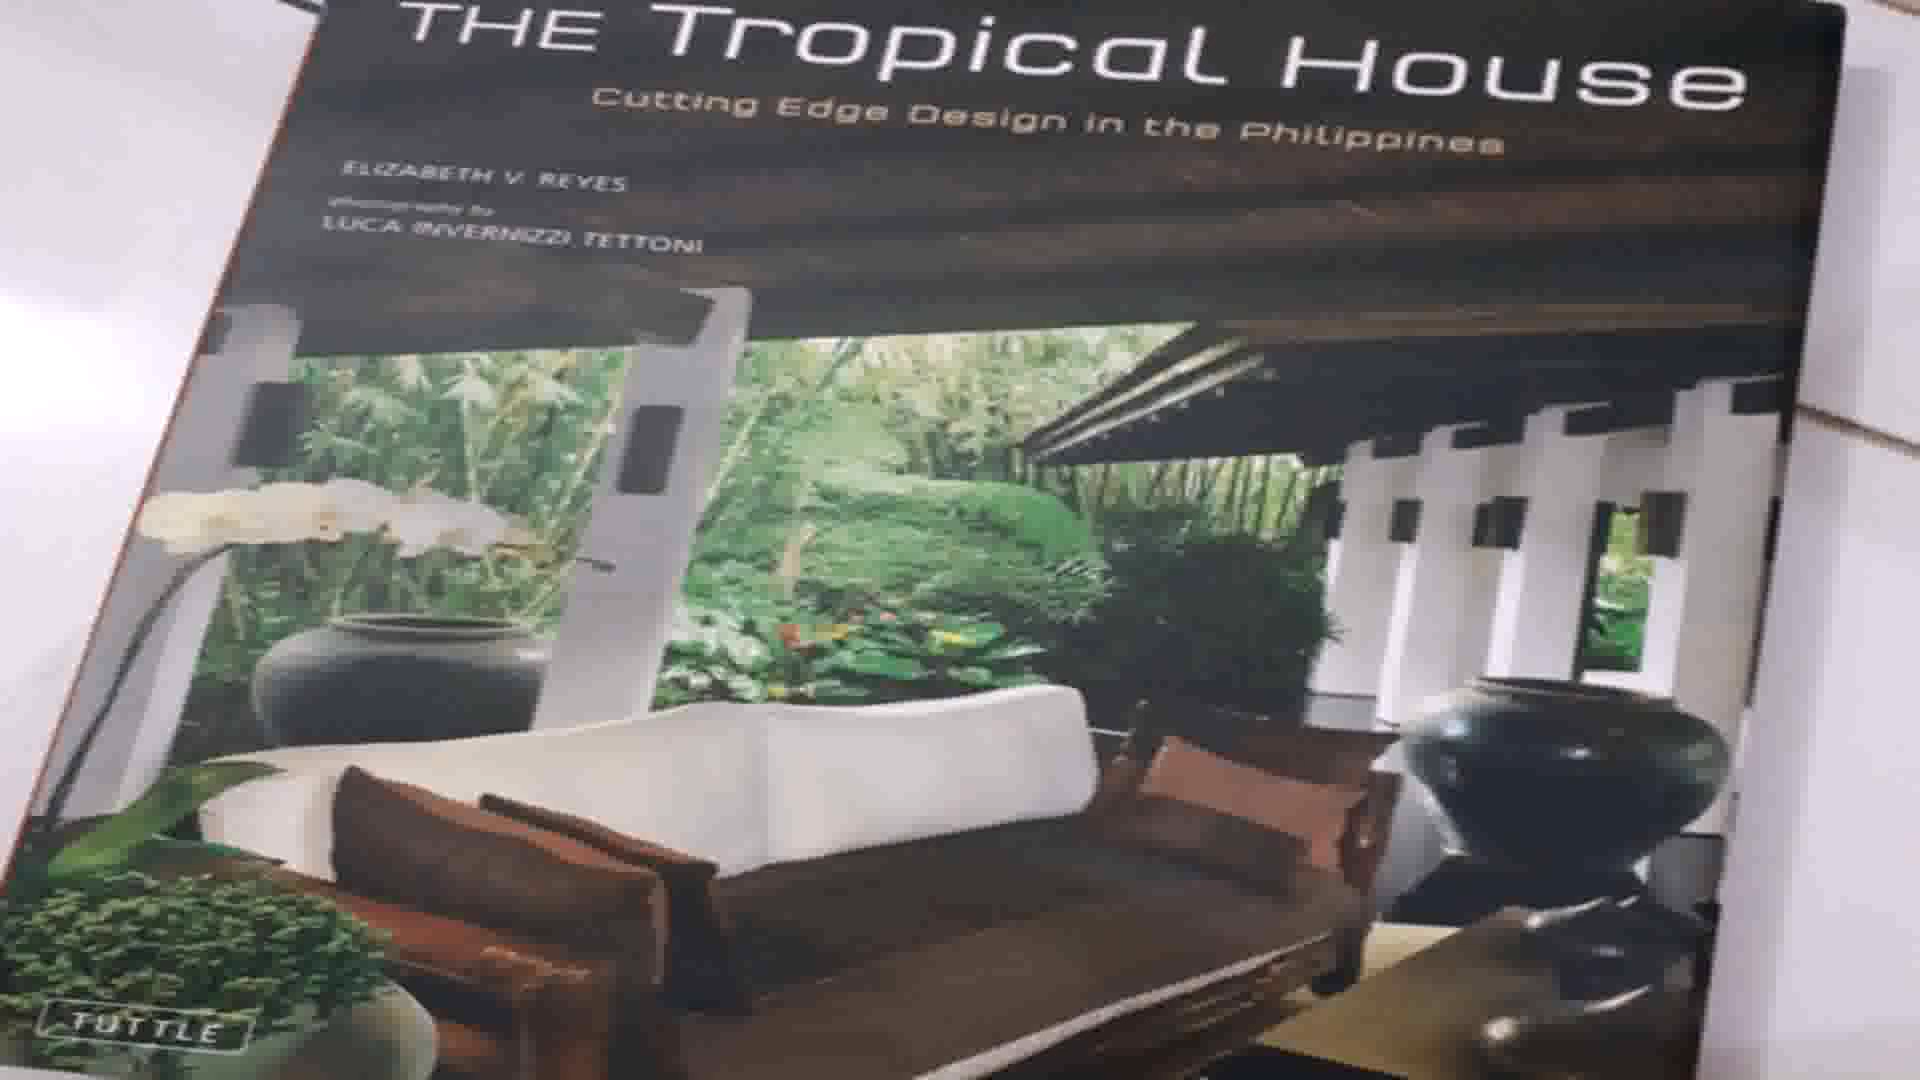 THE Tropical House
Cutting Edge Design in the Philippines
ELIZABETH V. REYES
photography by
LUCA INVERNIZZI TETTONI
TUTTLE